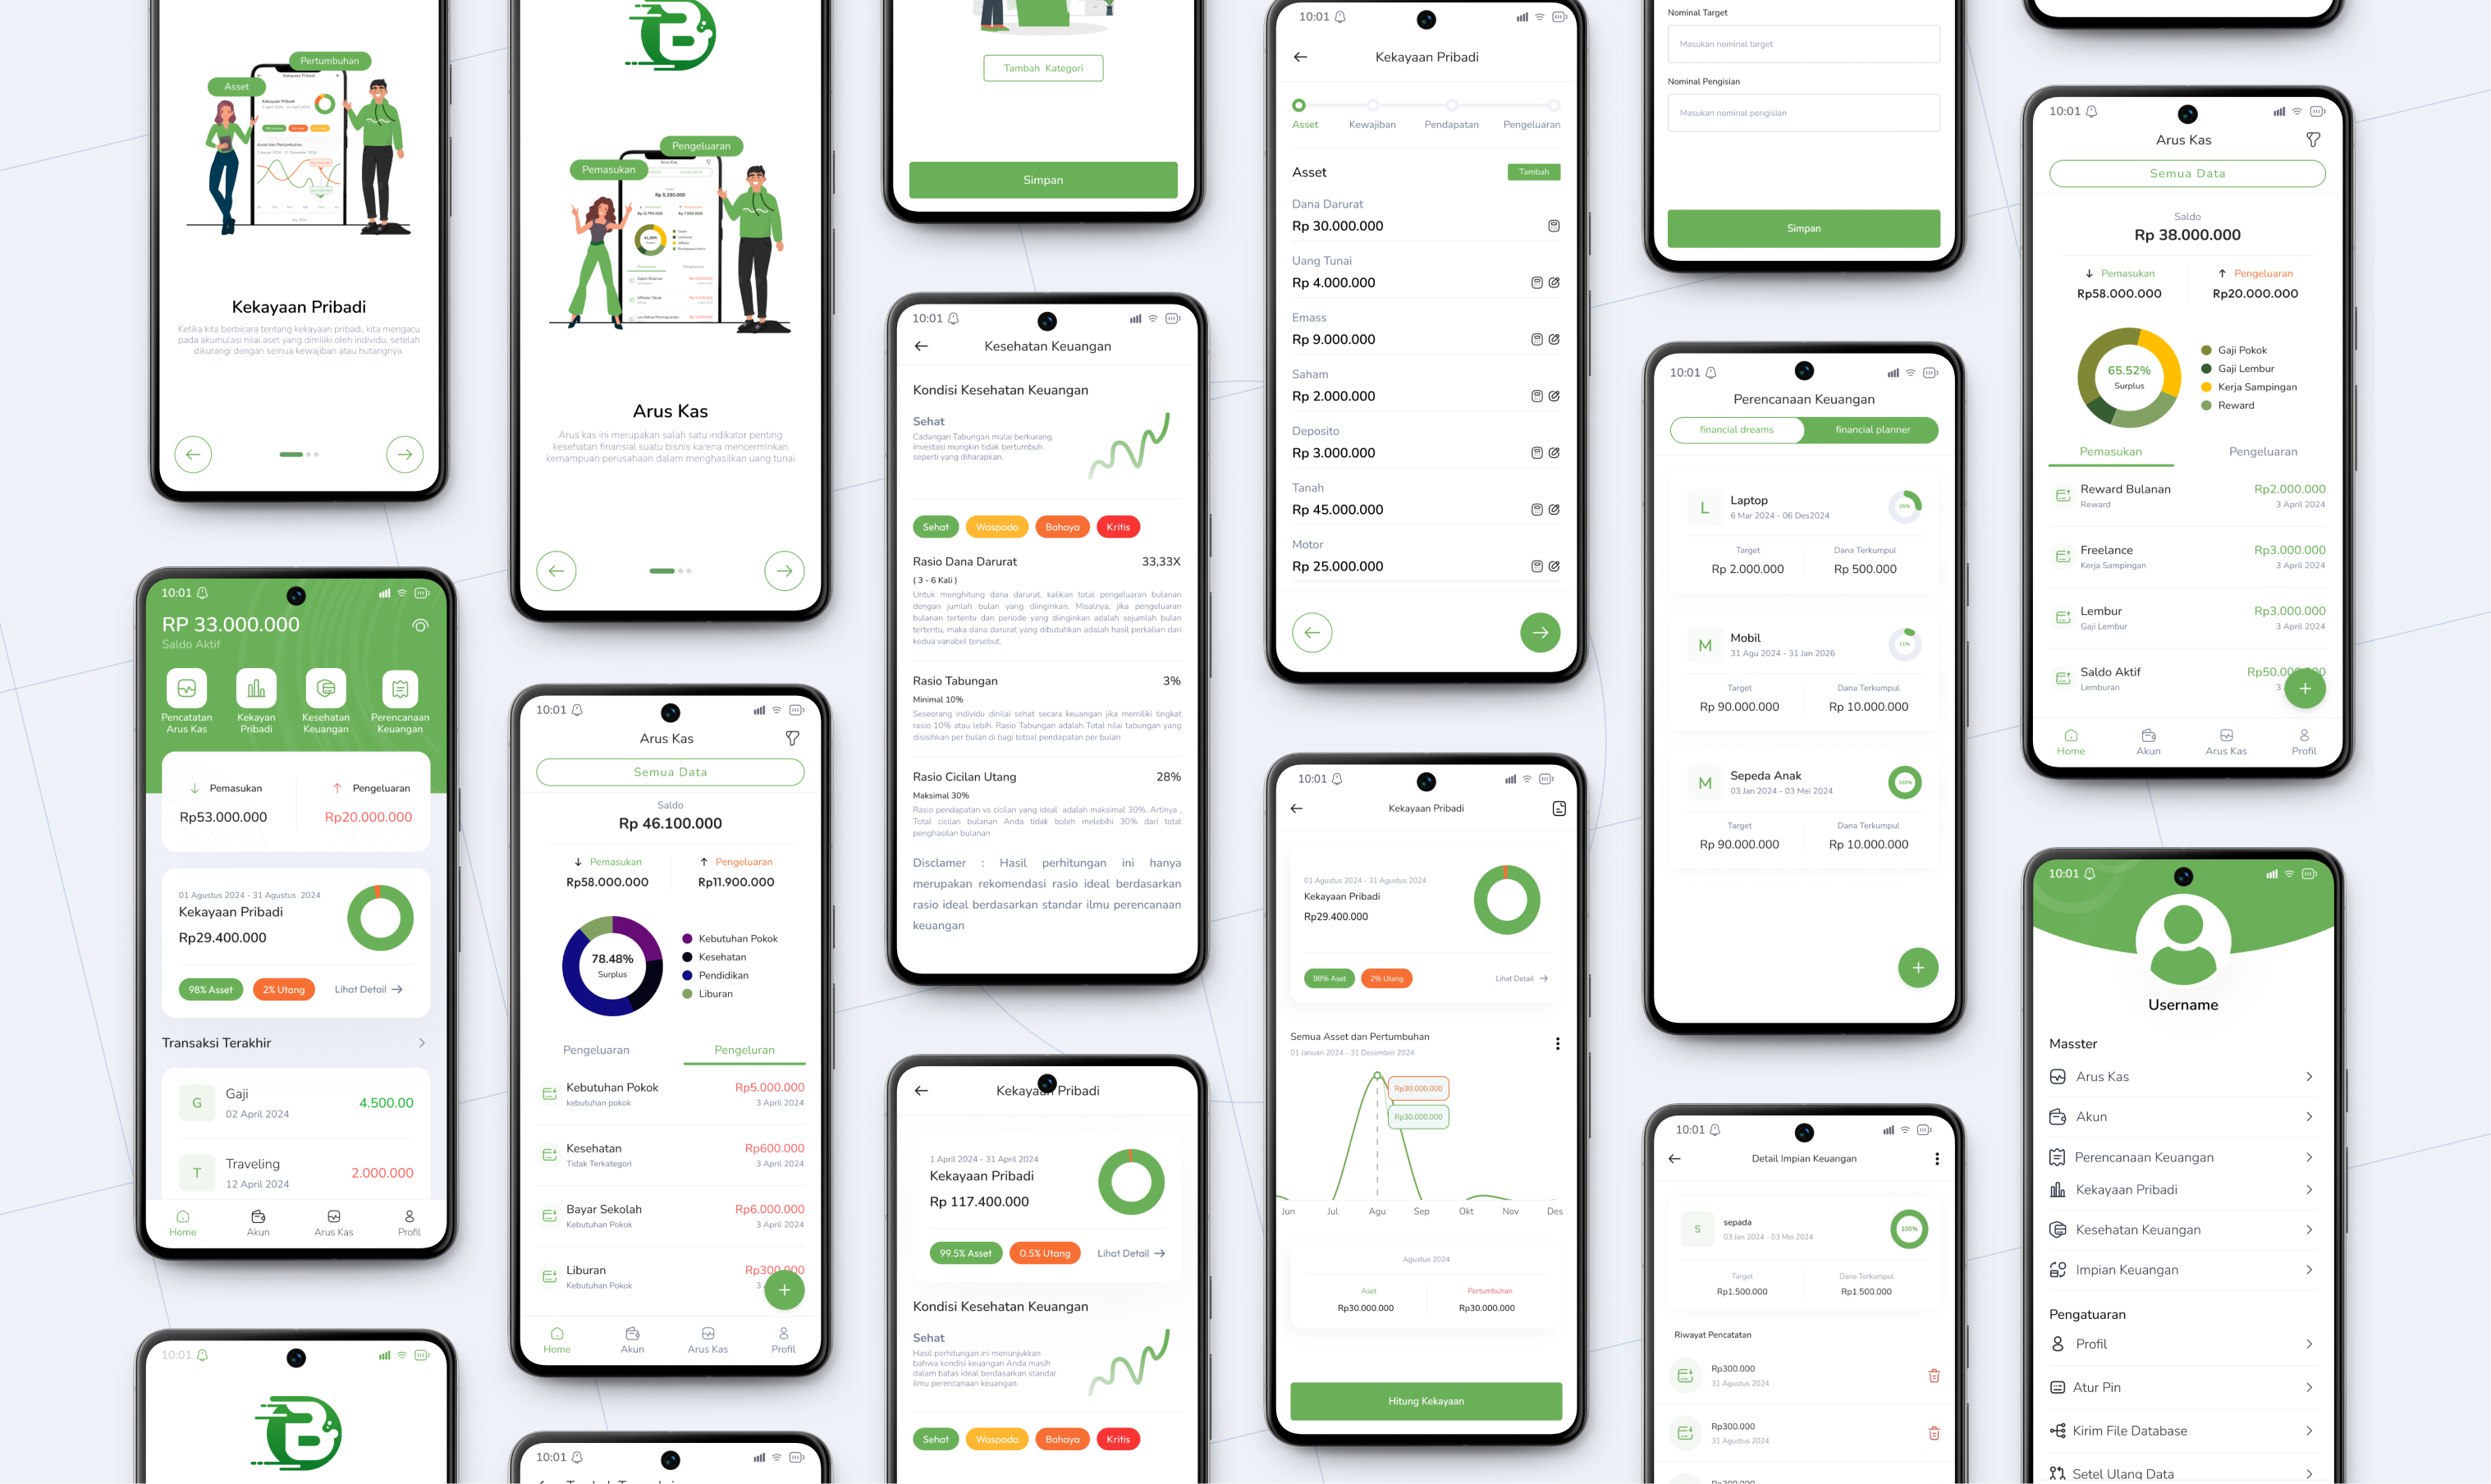 Pertumbuhan
Asset
Kekayaan Pribadi
Kekayaan Pribadi
Ketika kita berbicara tentang kekayaan pribadi, kita mengacu
pada akumulasi nilai aset yang dimiliki oleh individu, setelah
dikurangi dengan semua kewajiban atau hutangnya.
10:01
RP 33.000.000
Saldo Aktif
Pencatatan
Arus Kas
Kekayan
Pribadi
Kesehatan
Keuangan
Perencanaan
Keuangan
Pemasukan
Pengeluaran
Rp53.000.000
Rp20.000.000
01 Agustus 2024 - 31 Agustus 2024
Kekayaan Pribadi
Rp29.400.000
98% Asset
2% Utang
Lihat Detail
Transaksi Terakhir
G
Gaji
02 April 2024
4.500.00
T
Traveling
12 April 2024
2.000.000
Home
Akun
Arus Kas
Profil
10:01
B
B
Pengeluaran
Pemasukan
Arus Kas
Rp 5.290.000
Arus Kas
Arus kas ini merupakan salah satu indikator penting
kesehatan finansial suatu bisnis karena mencerminkan
kemampuan perusahaan dalam menghasilkan uang tunai
10:01
Arus Kas
Semua Data
Saldo
Rp 46.100.000
Pemasukan
Pengeluaran
Rp58.000.000
Rp11.900.000
78.48%
Surplus
Kebutuhan Pokok
Kesehatan
Pendidikan
Liburan
Pengeluaran
Pengeluran
Kebutuhan Pokok
kebutuhan pokok
Rp5.000.000
3 April 2024
Kesehatan
Tidak Terkategori
Rp600.000
3 April 2024
Bayar Sekolah
Kebutuhan Pokok
Rp6.000.000
3 April 2024
Liburan
Kebutuhan Pokok
Rp300.000
3
Home
Akun
Arus Kas
Profil
10:01
Tambah Kategori
Simpan
10:01
Kesehatan Keuangan
Kondisi Kesehatan Keuangan
Sehat
Cadangan Tabungan mulai berkurang,
investasi mungkin tidak bertumbuh
seperti yang diharapkan.
Sehat
Waspada
Bahaya
Kritis
Rasio Dana Darurat
33,33X
( 3 - 6 Kali )
Untuk menghitung dana darurat, kalikan total pengeluaran bulanan
dengan jumlah bulan yang diinginkan. Misalnya, jika pengeluaran
bulanan tertentu dan periode yang diinginkan adalah sejumlah bulan
tertentu, maka dana darurat yang dibutuhkan adalah hasil perkalian dari
kedua variabel tersebut.
Rasio Tabungan
3%
Minimal 10%
Seseorang individu dinilai sehat secara keuangan jika memiliki tingkat
rasio 10% atau lebih. Rasio Tabungan adalah Total nilai tabungan yang
disisihkan per bulan di bagi totoal pendapatan per bulan
Rasio Cicilan Utang
28%
Maksimal 30%
Rasio pendapatan vs cicilan yang ideal adalah maksimal 30%, Artinya ,
Total cicilan bulanan Anda tidak boleh melebihi 30% dari total
penghasilan bulanan
Disclamer : Hasil perhitungan ini hanya
merupakan rekomendasi rasio ideal berdasarkan
rasio ideal berdasarkan standar ilmu perencanaan
keuangan
Kekayaan Pribadi
1 April 2024 - 31 April 2024
Kekayaan Pribadi
Rp 117.400.000
99.5% Asset
0.5% Utang
Lihat Detail
Kondisi Kesehatan Keuangan
Sehat
Hasil perhitungan ini menunjukkan
bahwa kondisi keuangan Anda masih
dalam batas ideal berdasarkan standar
ilmu perencanaan keuangan.
Sehat
Waspada
Bahaya
Kritis
10:01
Kekayaan Pribadi
Asset
Kewajiban
Pendapatan
Pengeluaran
Asset
Tambah
Dana Darurat
Rp 30.000.000
Uang Tunai
Rp 4.000.000
Emass
Rp 9.000.000
Saham
Rp 2.000.000
Deposito
Rp 3.000.000
Tanah
Rp 45.000.000
Motor
Rp 25.000.000
10:01
Kekayaan Pribadi
01 Agustus 2024 - 31 Agustus 2024
Kekayaan Pribadi
Rp29.400.000
98% Aset
2% Utang
Lihat Detail
Semua Asset dan Pertumbuhan
01 Januari 2024 - 31 Desember 2024
Rp30.000.000
Rp30.000.000
Jun
Jul
Agu
Sep
Okt
Nov
Des
Agustus 2024
Aset
Pertumbuhan
Rp30.000.000
Rp30.000.000
Hitung Kekayaan
Nominal Target
Masukan nominal target
Nominal Pengisian
Masukan nominal pengisian
Simpan
10:01
Perencanaan Keuangan
financial dreams
financial planner
L
Laptop
6 Mar 2024 - 06 Des2024
25%
Target
Dana Terkumpul
Rp 2.000.000
Rp 500.000
M
Mobil
31 Agu 2024 - 31 Jan 2026
11%
Target
Dana Terkumpul
Rp 90.000.000
Rp 10.000.000
M
Sepeda Anak
03 Jan 2024 - 03 Mei 2024
100%
Target
Dana Terkumpul
Rp 90.000.000
Rp 10.000.000
10:01
Detail Impian Keuangan
S
sepada
03 Jan 2024 - 03 Mei 2024
100%
Target
Dana Terkumpul
Rp1.500.000
Rp1.500.000
Riwayat Pencatatan
Rp300.000
31 Agustus 2024
Rp300.000
31 Agustus 2024
Rp300.000
10:01
Arus Kas
Semua Data
Saldo
Rp 38.000.000
Pemasukan
Pengeluaran
Rp58.000.000
Rp20.000.000
65.52%
Surplus
Gaji Pokok
Gaji Lembur
Kerja Sampingan
Reward
Pemasukan
Pengeluaran
Reward Bulanan
Reward
Rp2.000.000
3 April 2024
Freelance
Kerja Sampingan
Rp3.000.000
3 April 2024
Lembur
Gaji Lembur
Rp3.000.000
3 April 2024
Saldo Aktif
Lemburan
3
Home
Akun
Arus Kas
Profil
10:01
Username
Masster
Arus Kas
Akun
Perencanaan Keuangan
Kekayaan Pribadi
Kesehatan Keuangan
Impian Keuangan
Pengatuaran
Profil
Atur Pin
Kirim File Database
Setel Ulang Data